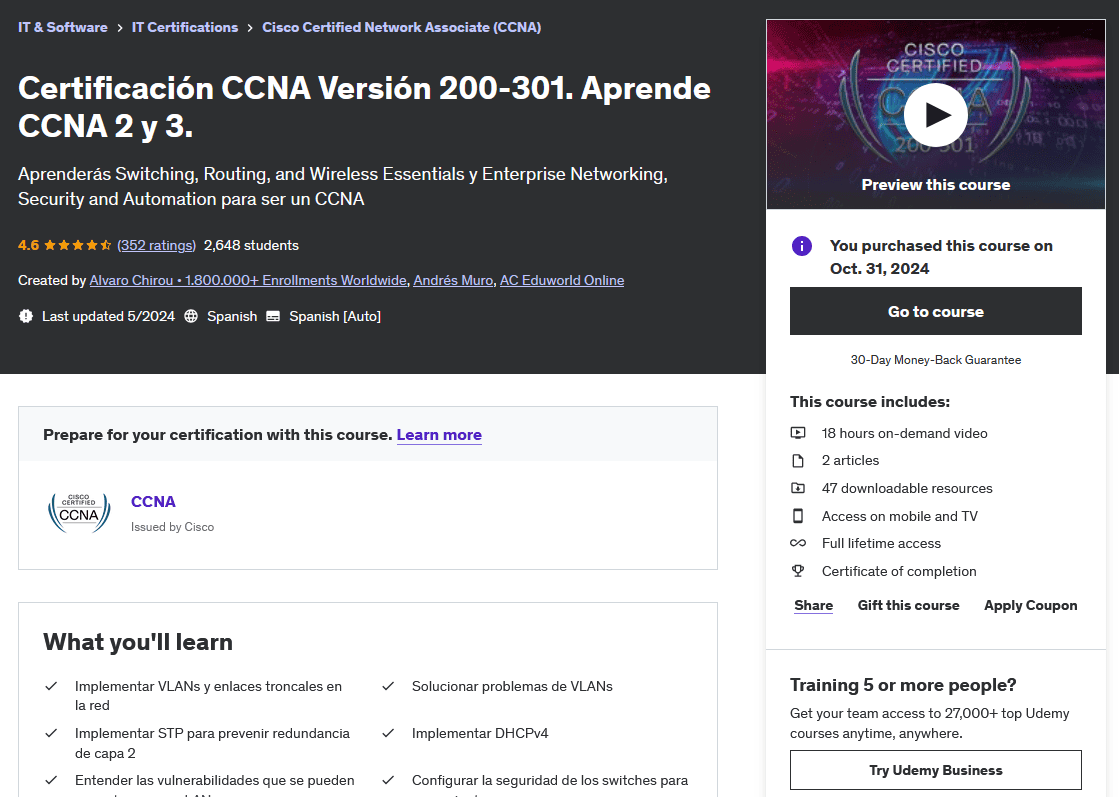 IT & Software > IT Certifications > Cisco Certified Network Associate (CCNA)
Certificación CCNA Versión 200-301. Aprende
CCNA 2 y 3.
Aprenderás Switching, Routing, and Wireless Essentials y Enterprise Networking,
Security and Automation para ser un CCNA
4.6 (352 ratings) 2,648 students
Created by Alvaro Chirou • 1.800.000+ Enrollments Worldwide, Andrés Muro, AC Eduworld Online
Last updated 5/2024 Spanish Spanish [Auto]
CISCO
CERTIFIED
200-301
Preview this course
You purchased this course on
Oct. 31, 2024
Go to course
30-Day Money-Back Guarantee
This course includes:
18 hours on-demand video
2 articles
47 downloadable resources
Access on mobile and TV
Full lifetime access
Certificate of completion
Share Gift this course Apply Coupon
Training 5 or more people?
Get your team access to 27,000+ top Udemy
courses anytime, anywhere.
Try Udemy Business
Prepare for your certification with this course. Learn more
CISCO
CERTIFIED
CCNA
CCNA
Issued by Cisco
What you'll learn
Implementar VLANs y enlaces troncales en
la red
Solucionar problemas de VLANs
Implementar STP para prevenir redundancia
de capa 2
Implementar DHCPv4
Entender las vulnerabilidades que se pueden
Configurar la seguridad de los switches para